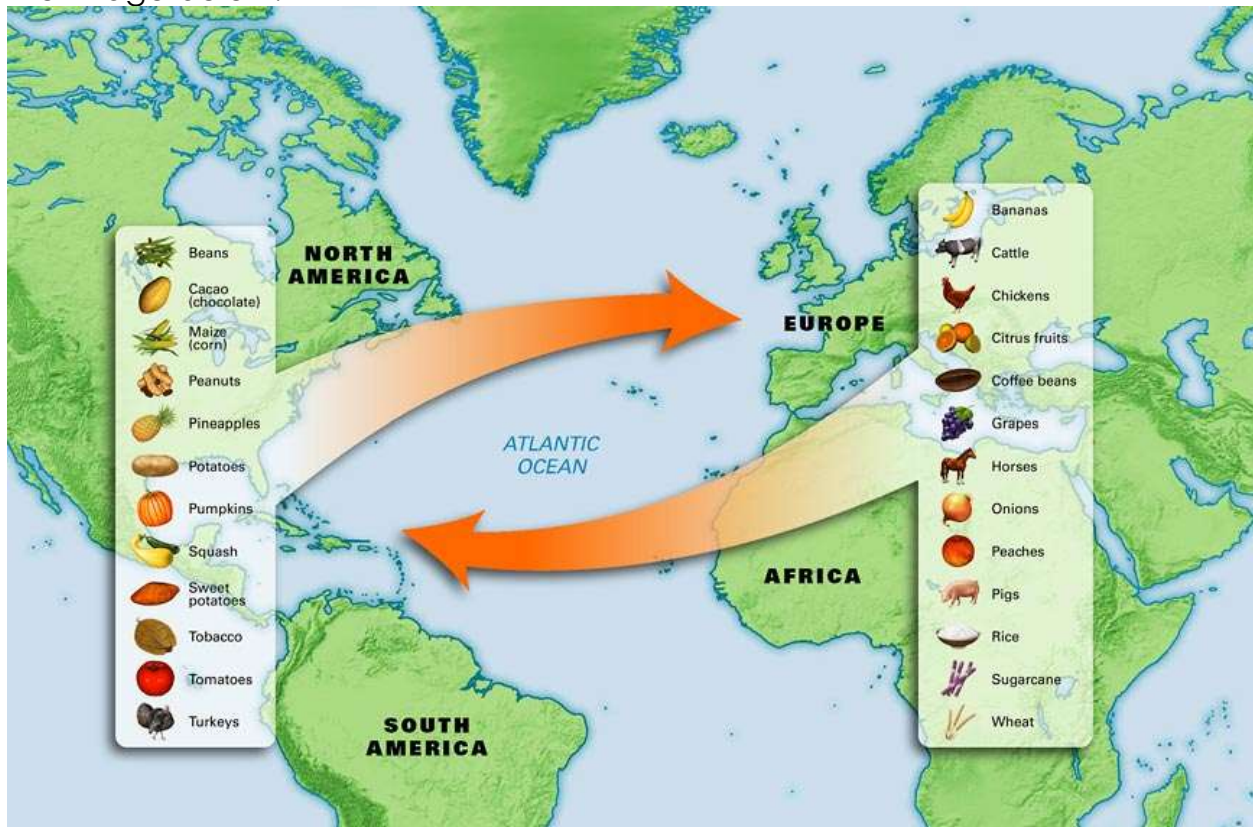 NORTH
AMERICA
EUROPE
ATLANTIC
OCEAN
AFRICA
SOUTH
AMERICA
Beans
Cacao
(chocolate)
Maize
(corn)
Peanuts
Pineapples
Potatoes
Pumpkins
Squash
Sweet
potatoes
Tobacco
Tomatoes
Turkeys
Bananas
Cattle
Chickens
Citrus fruits
Coffee beans
Grapes
Horses
Onions
Peaches
Pigs
Rice
Sugarcane
Wheat